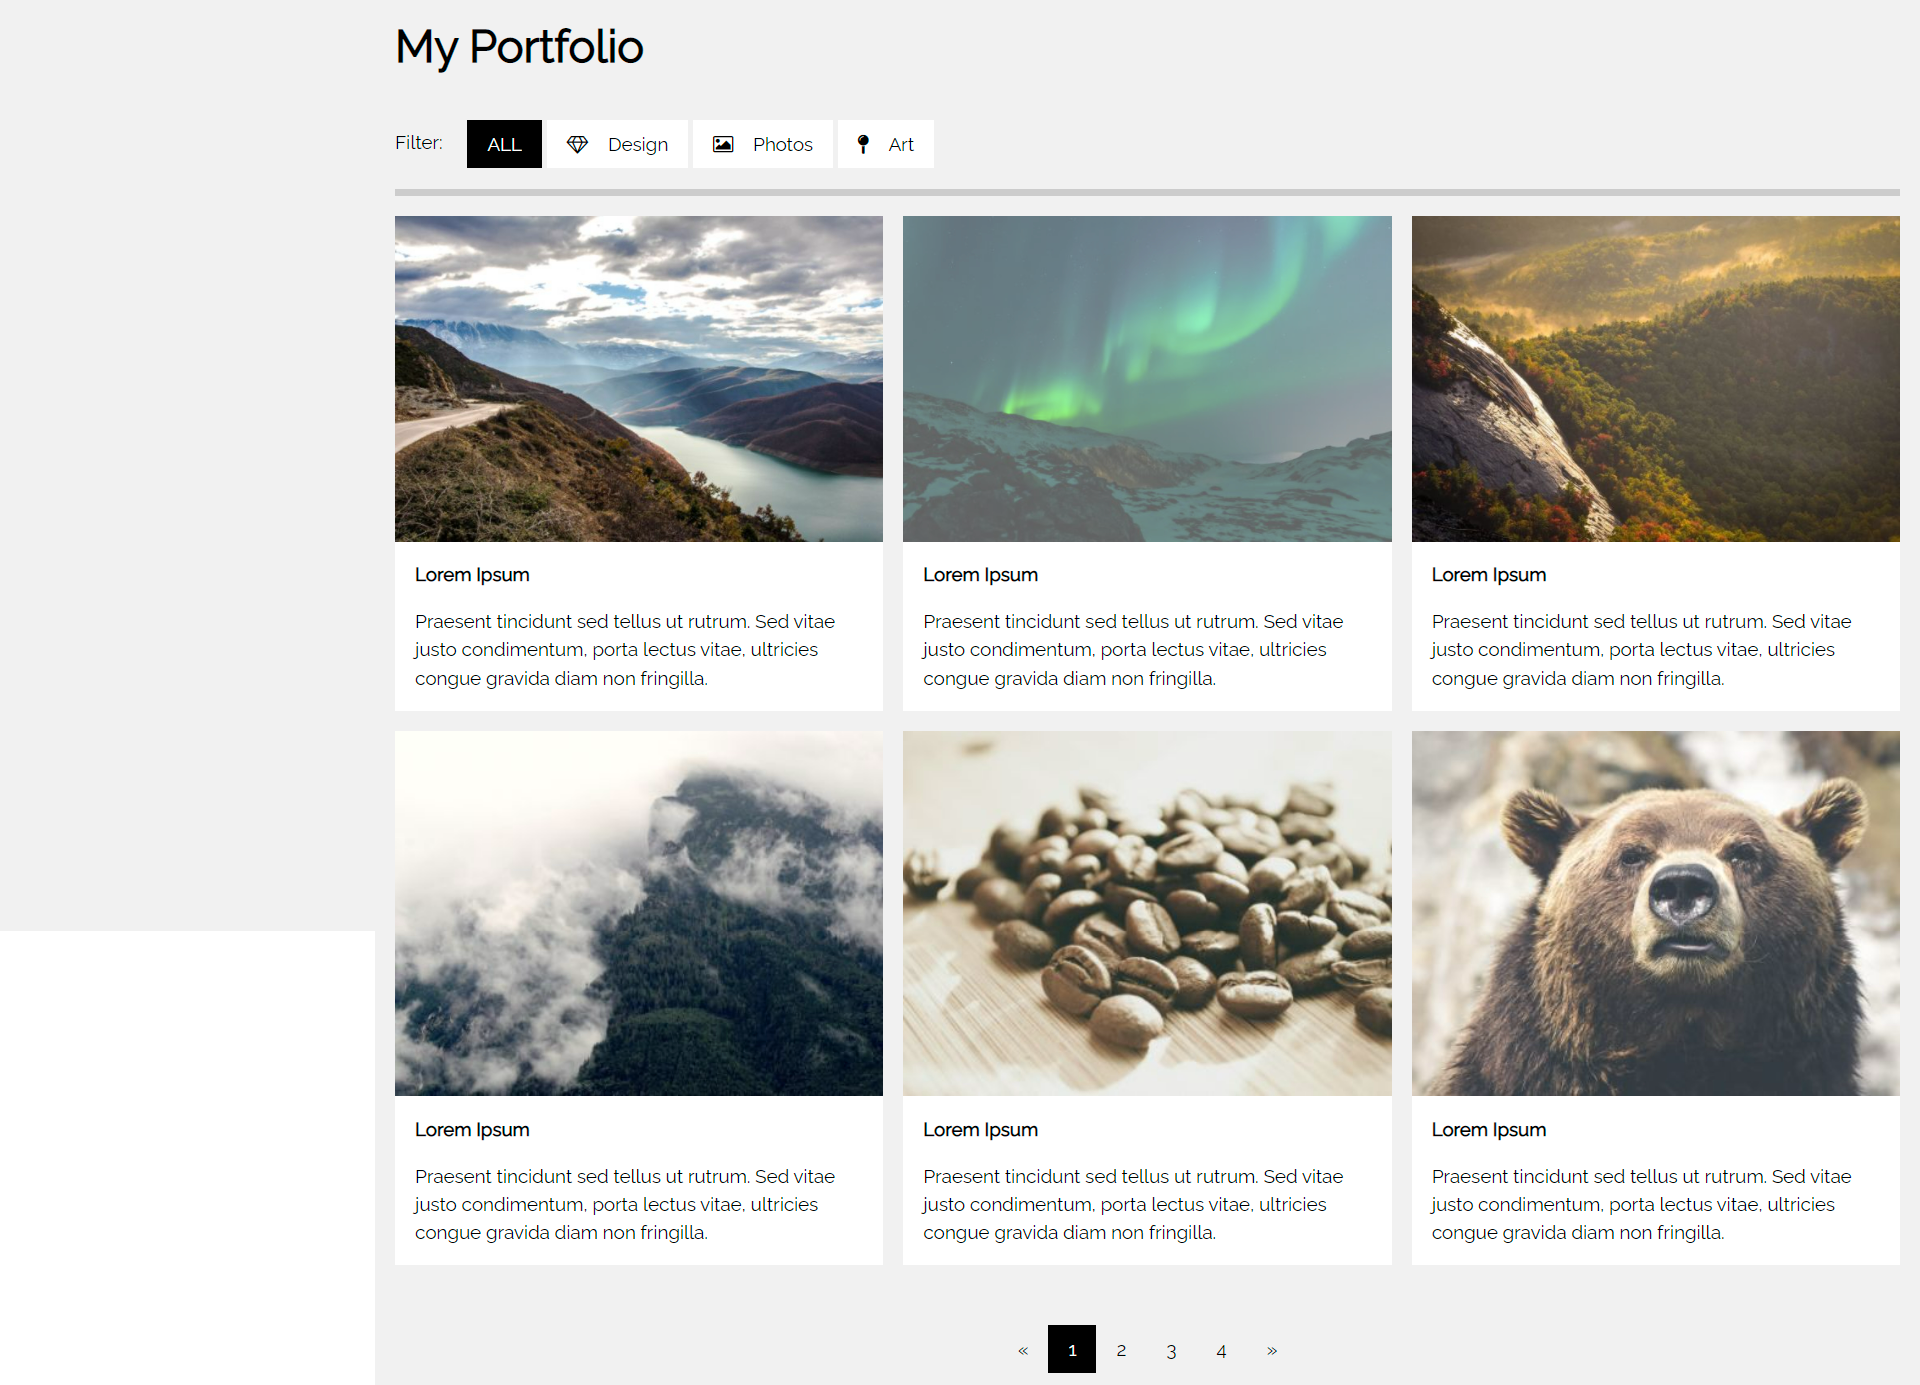 My Portfolio
Filter: ALL Design Photos Art
Lorem Ipsum
Praesent tincidunt sed tellus ut rutrum. Sed vitae
justo condimentum, porta lectus vitae, ultricies
congue gravida diam non fringilla.
Lorem Ipsum
Praesent tincidunt sed tellus ut rutrum. Sed vitae
justo condimentum, porta lectus vitae, ultricies
congue gravida diam non fringilla.
Lorem Ipsum
Praesent tincidunt sed tellus ut rutrum. Sed vitae
justo condimentum, porta lectus vitae, ultricies
congue gravida diam non fringilla.
Lorem Ipsum
Praesent tincidunt sed tellus ut rutrum. Sed vitae
justo condimentum, porta lectus vitae, ultricies
congue gravida diam non fringilla.
Lorem Ipsum
Praesent tincidunt sed tellus ut rutrum. Sed vitae
justo condimentum, porta lectus vitae, ultricies
congue gravida diam non fringilla.
Lorem Ipsum
Praesent tincidunt sed tellus ut rutrum. Sed vitae
justo condimentum, porta lectus vitae, ultricies
congue gravida diam non fringilla.
« 1 2 3 4 »